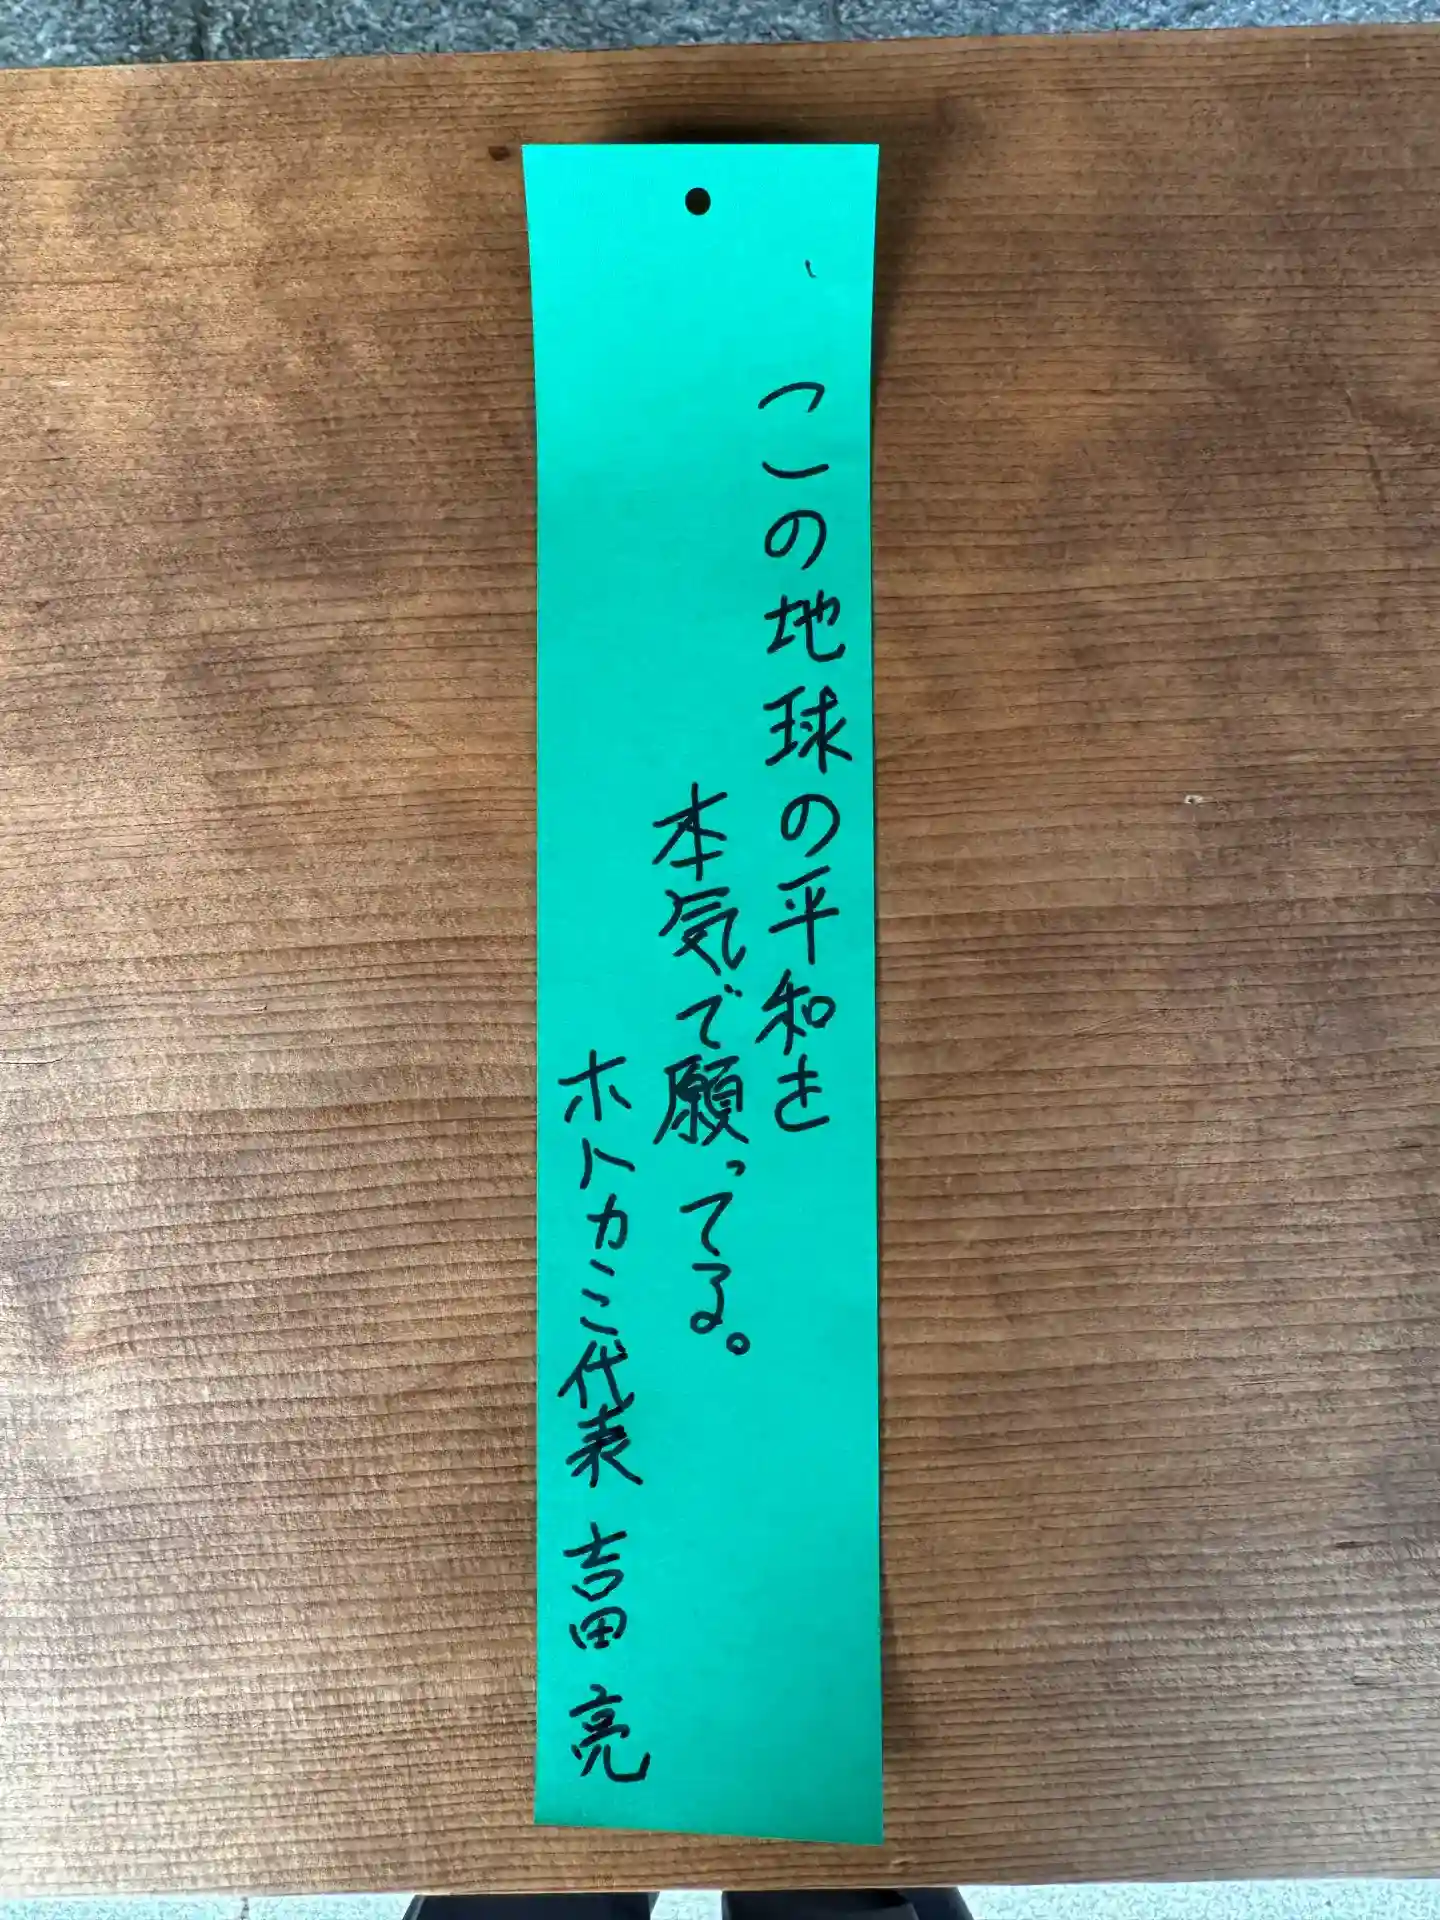 この地球の平和を
本気で願ってる。
ホトカミ代表 吉田 亮